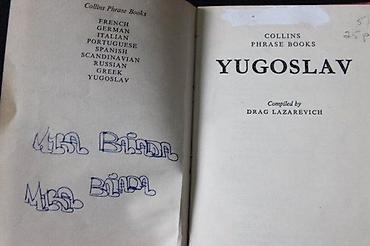 Collins Phrase Books
FRENCH
GERMAN
ITALIAN
PORTUGUESE
SPANISH
SCANDINAVIAN
RUSSIAN
GREEK
YUGOSLAV
COLLINS
PHRASE BOOKS
YUGOSLAV
Compiled by
DRAG LAZAREVICH
25p